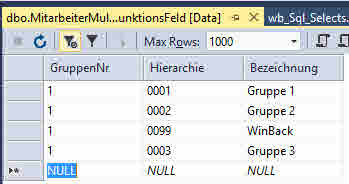 dbo.MitarbeiterMul...unktionsFeld [Data] wb_Sql_Selects.
Max Rows: 1000
GruppenNr Hierarchie Bezeichnung
1 0001 Gruppe 1
1 0002 Gruppe 2
1 0099 WinBack
1 0003 Gruppe 3
NULL NULL NULL